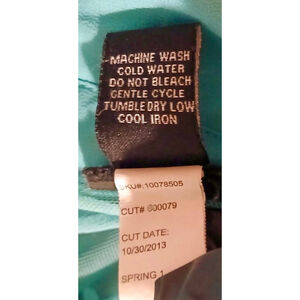 MACHINE WASH
COLD WATER
DO NOT BLEACH
GENTLE CYCLE
TUMBLE DRY LOW
COOL IRON
SKU#:10078505
CUT# 600079
CUT DATE:
10/30/2013
SPRING 1